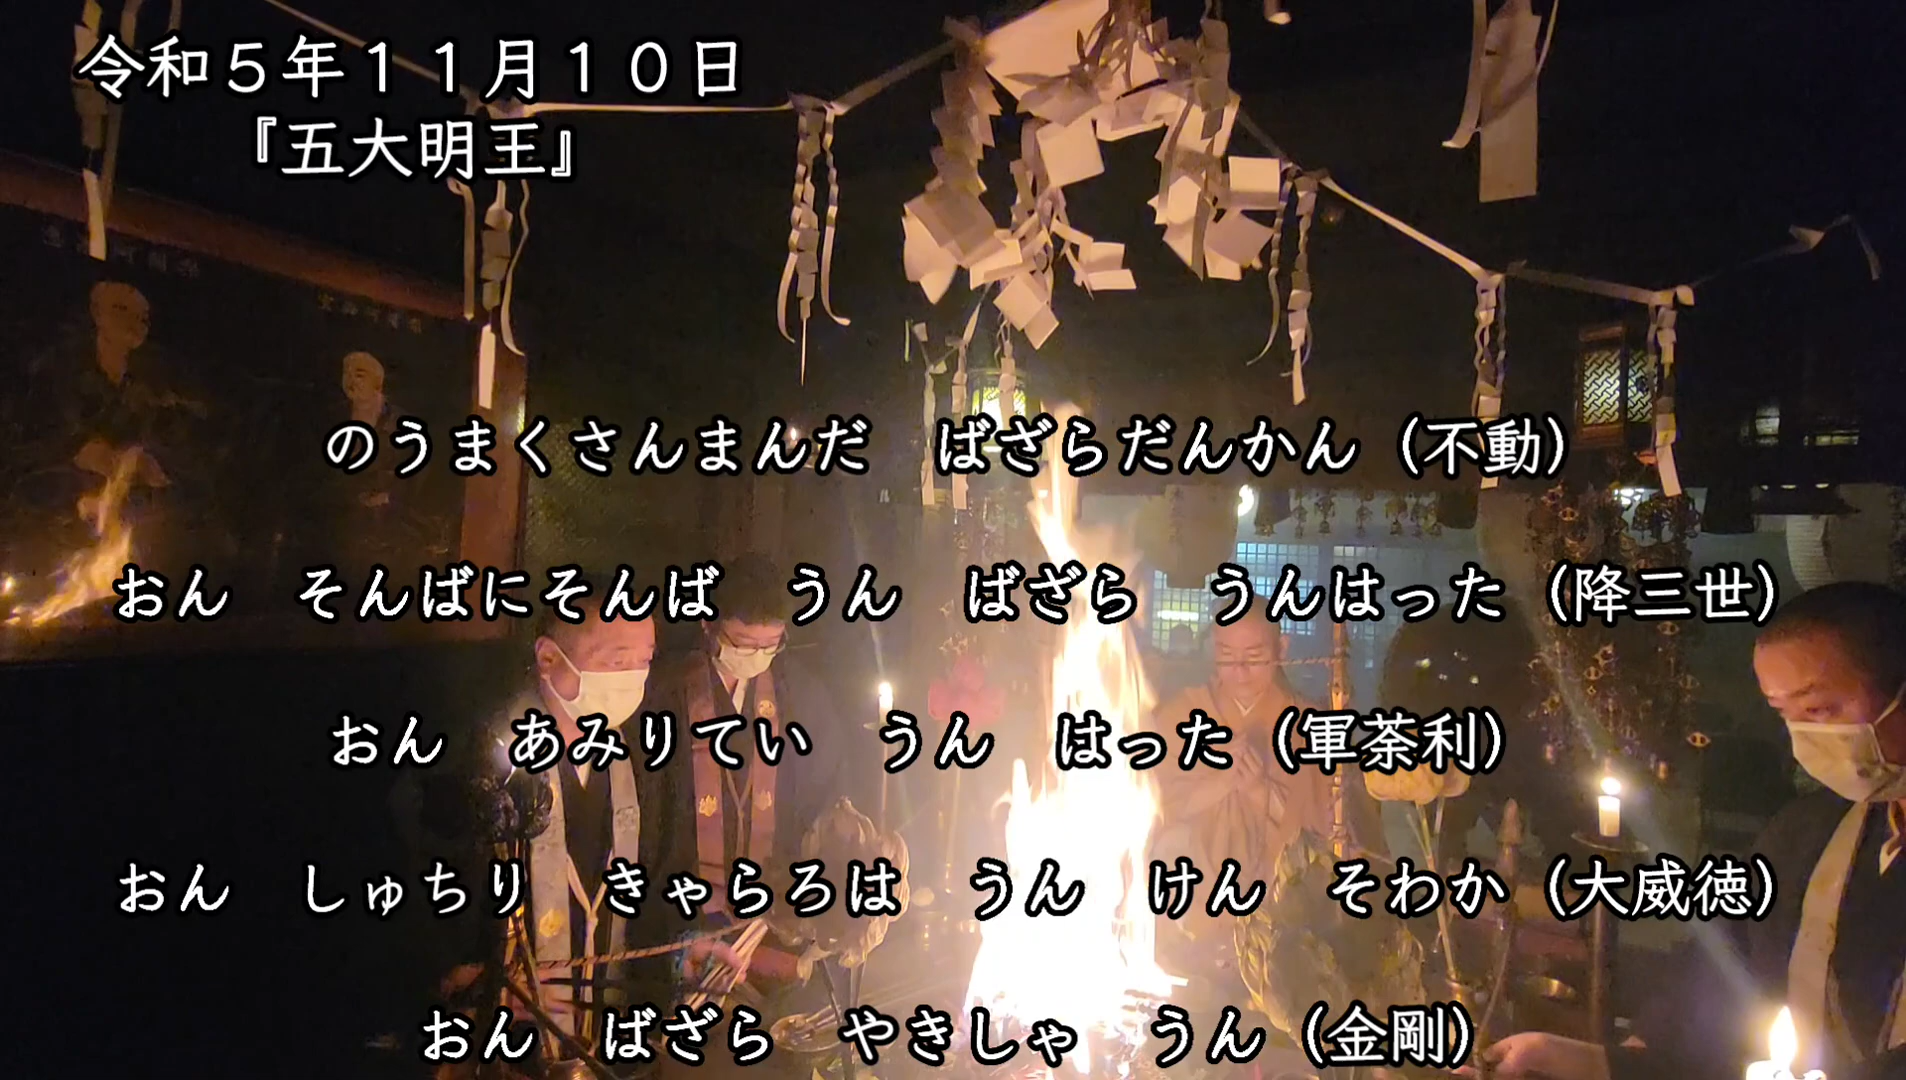 令和５年１１月１０日
『五大明王』
のうまくさんまんだ　ばざらだんかん（不動）
おん　そんばにそんば　うん　ばざら　うんはった（降三世）
おん　あみりてい　うん　はった（軍荼利）
おん　しゅちり　きゃらろは　うん　けん　そわか（大威徳）
おん　ばざら　やきしゃ　うん（金剛）